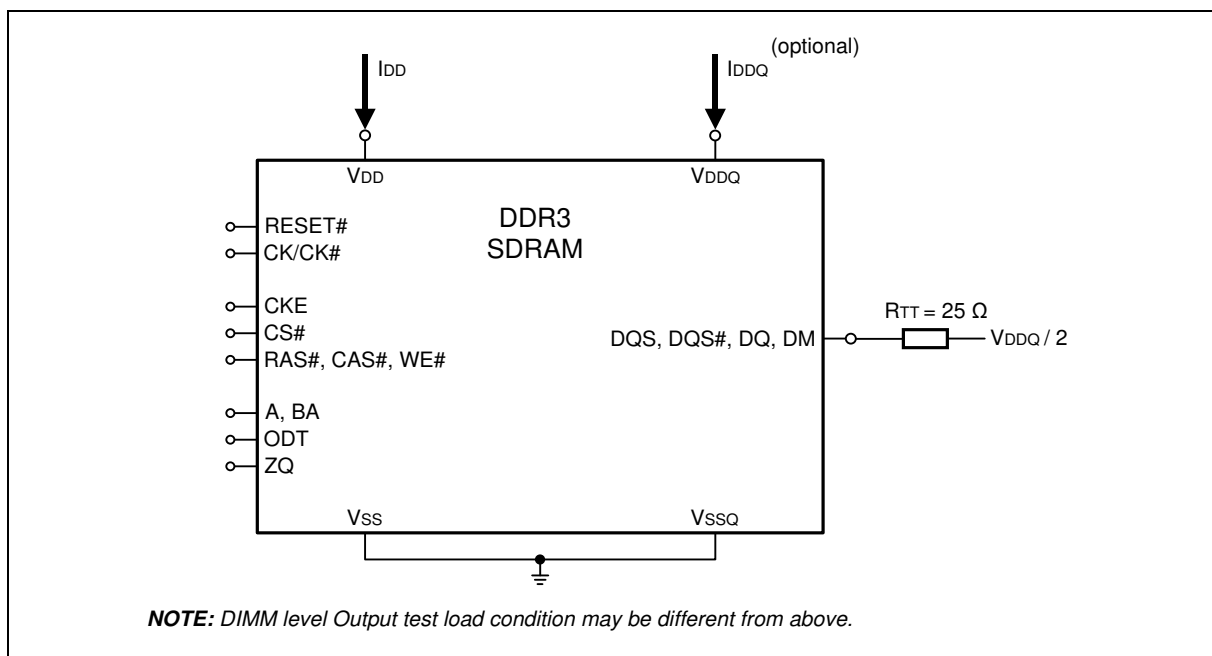 (optional)
IDD
IDDQ
VDD
VDDQ
DDR3
SDRAM
RESET#
CK/CK#
CKE
CS#
RAS#, CAS#, WE#
A, BA
ODT
ZQ
DQS, DQS#, DQ, DM
RTT = 25 Ω
VDDQ / 2
VSS
VSSQ
NOTE: DIMM level Output test load condition may be different from above.